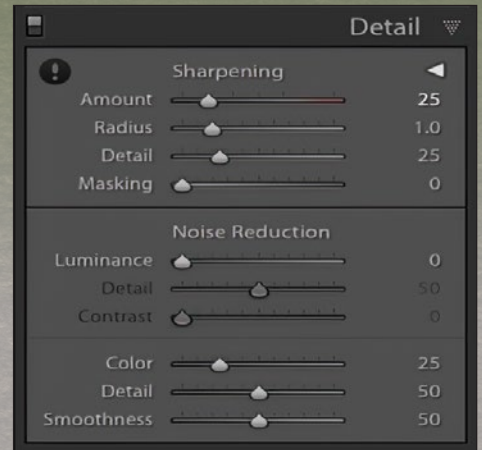 Detail
Sharpening
Amount 25
Radius 1.0
Detail 25
Masking 0
Noise Reduction
Luminance 0
Detail 50
Contrast 0
Color 25
Detail 50
Smoothness 50